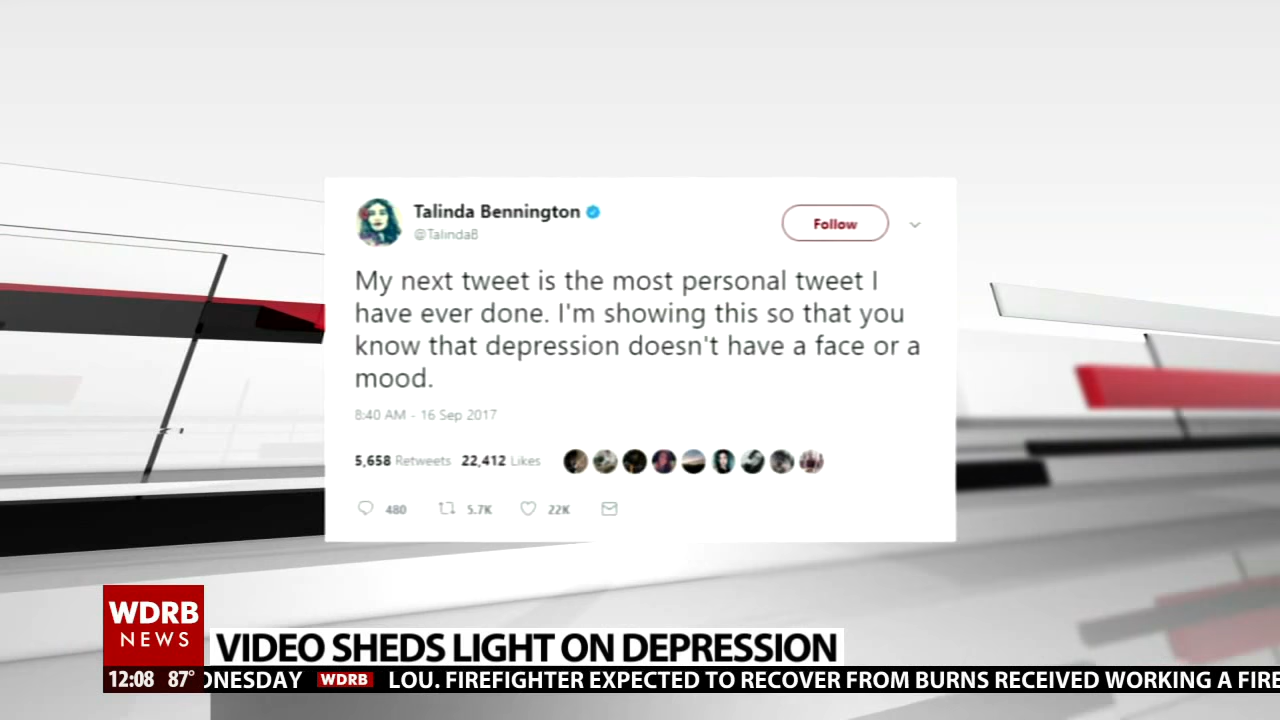 Talinda Bennington
@TalindaB
Follow
My next tweet is the most personal tweet I
have ever done. I'm showing this so that you
know that depression doesn't have a face or a
mood.
8:40 AM - 16 Sep 2017
5,658 Retweets 22,412 Likes
480 5.7K 22K
WDRB
NEWS
VIDEO SHEDS LIGHT ON DEPRESSION
12:08 87° ONESDAY WDRB LOU. FIREFIGHTER EXPECTED TO RECOVER FROM BURNS RECEIVED WORKING A FIRE